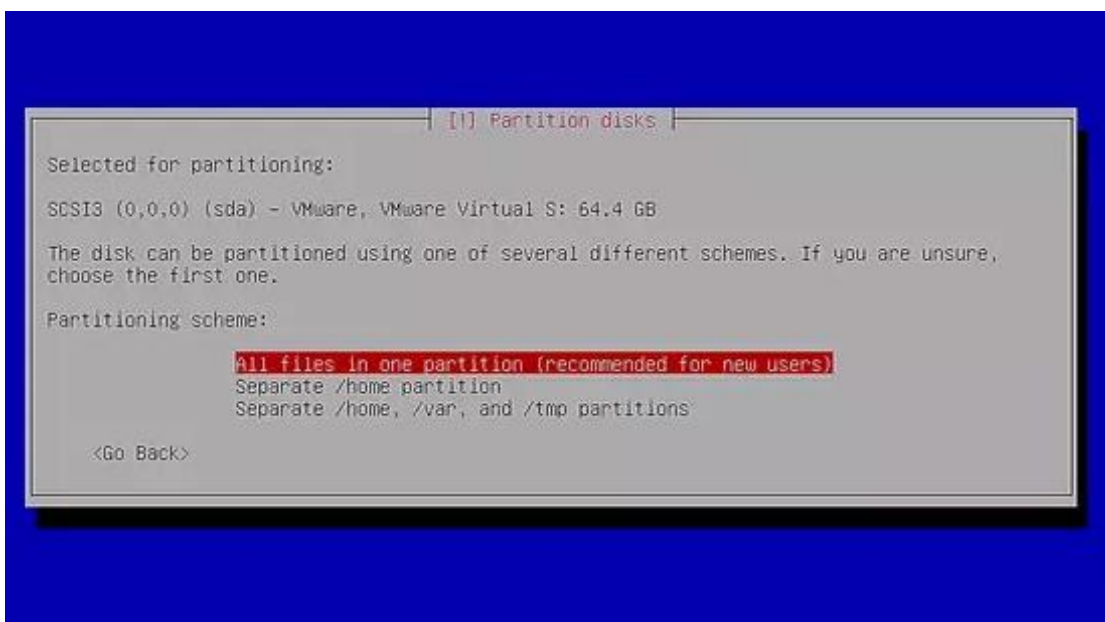 [!] Partition disks
Selected for partitioning:
SCSI3 (0,0,0) (sda) - VMware, VMware Virtual S: 64.4 GB
The disk can be partitioned using one of several different schemes. If you are unsure,
choose the first one.
Partitioning scheme:
All files in one partition (recommended for new users)
Separate /home partition
Separate /home, /var, and /tmp partitions
<Go Back>